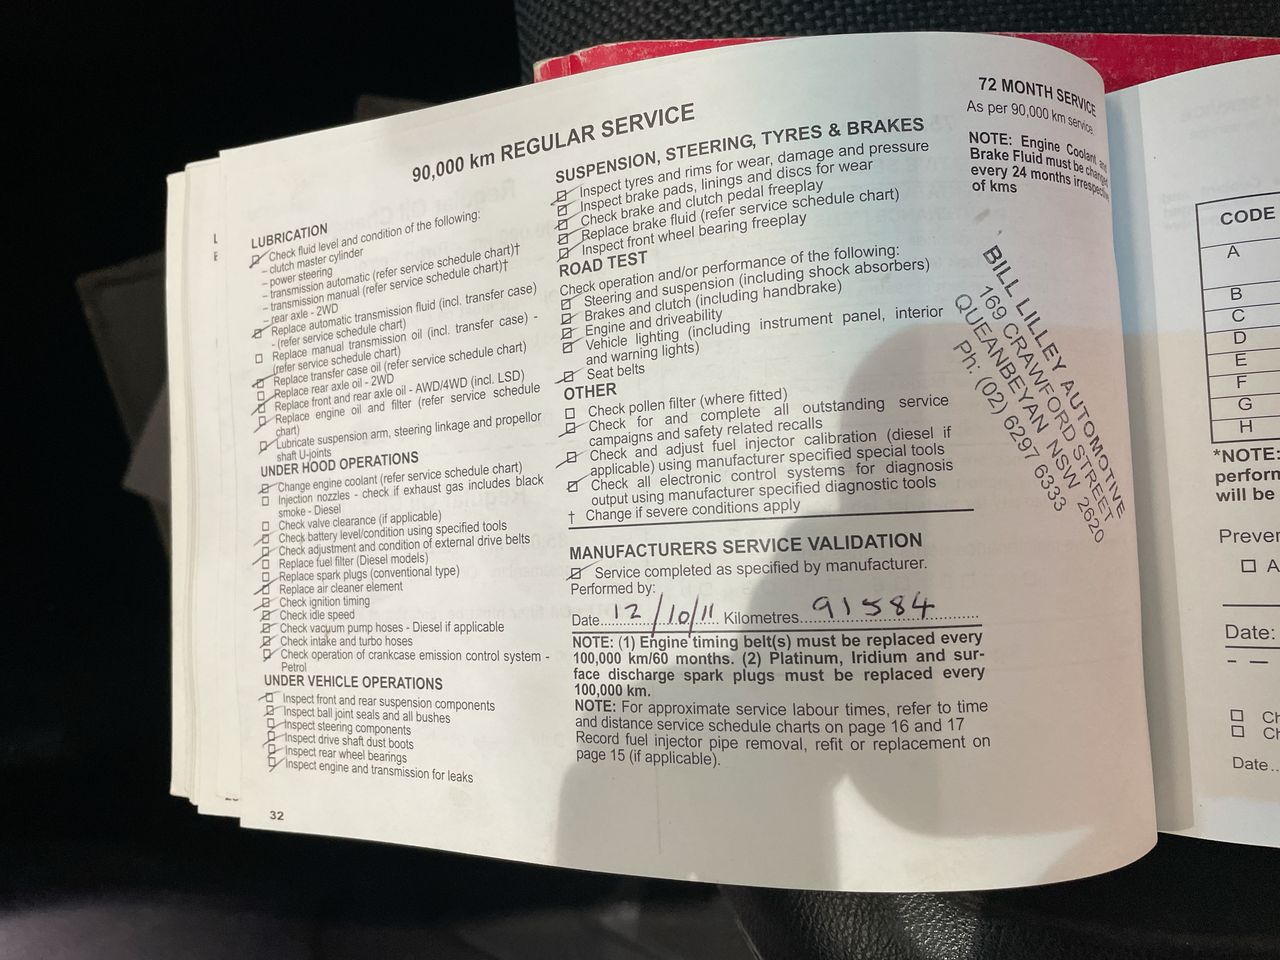 90,000 km REGULAR SERVICE
LUBRICATION
Check fluid level and condition of the following:
– clutch master cylinder
– power steering
– transmission automatic (refer service schedule chart)†
– transmission manual (refer service schedule chart)†
– rear axle - 2WD
Replace automatic transmission fluid (incl. transfer case)
- (refer service schedule chart)
Replace manual transmission oil (incl. transfer case) -
(refer service schedule chart)
Replace transfer case oil (refer service schedule chart)
Replace rear axle oil - 2WD
Replace front and rear axle oil - AWD/4WD (incl. LSD)
Replace engine oil and filter (refer service schedule
chart)
Lubricate suspension arm, steering linkage and propellor
shaft U-joints
UNDER HOOD OPERATIONS
Change engine coolant (refer service schedule chart)
Injection nozzles - check if exhaust gas includes black
smoke - Diesel
Check valve clearance (if applicable)
Check battery level/condition using specified tools
Check adjustment and condition of external drive belts
Replace fuel filter (Diesel models)
Replace spark plugs (conventional type)
Replace air cleaner element
Check ignition timing
Check idle speed
Check vacuum pump hoses - Diesel if applicable
Check intake and turbo hoses
Check operation of crankcase emission control system -
Petrol
UNDER VEHICLE OPERATIONS
Inspect front and rear suspension components
Inspect ball joint seals and all bushes
Inspect steering components
Inspect drive shaft dust boots
Inspect rear wheel bearings
Inspect engine and transmission for leaks
32
SUSPENSION, STEERING, TYRES & BRAKES
Inspect tyres and rims for wear, damage and pressure
Inspect brake pads, linings and discs for wear
Check brake and clutch pedal freeplay
Replace brake fluid (refer service schedule chart)
Inspect front wheel bearing freeplay
ROAD TEST
Check operation and/or performance of the following:
Steering and suspension (including shock absorbers)
Brakes and clutch (including handbrake)
Engine and driveability
Vehicle lighting (including instrument panel, interior
and warning lights)
Seat belts
OTHER
Check pollen filter (where fitted)
Check for and complete all outstanding service
campaigns and safety related recalls
Check and adjust fuel injector calibration (diesel if
applicable) using manufacturer specified special tools
Check all electronic control systems for diagnosis
output using manufacturer specified diagnostic tools
† Change if severe conditions apply
MANUFACTURERS SERVICE VALIDATION
Service completed as specified by manufacturer.
Performed by:
Date...12/10/11. Kilometres...91584
NOTE: (1) Engine timing belt(s) must be replaced every
100,000 km/60 months. (2) Platinum, Iridium and sur-
face discharge spark plugs must be replaced every
100,000 km.
NOTE: For approximate service labour times, refer to time
and distance service schedule charts on page 16 and 17
Record fuel injector pipe removal, refit or replacement on
page 15 (if applicable).
72 MONTH SERVICE
As per 90,000 km service.
NOTE: Engine Coolant
Brake Fluid must be
every 24 months
of kms
BILL LILLEY AUTOMOTIVE
169 CRAWFORD STREET
QUEANBEYAN NSW 2620
Ph: (02) 6297 6333
CODE
A
B
C
D
E
F
G
H
*NOTE:
perform
will be
Preven
A
Date:
Ch
Ch
Date..